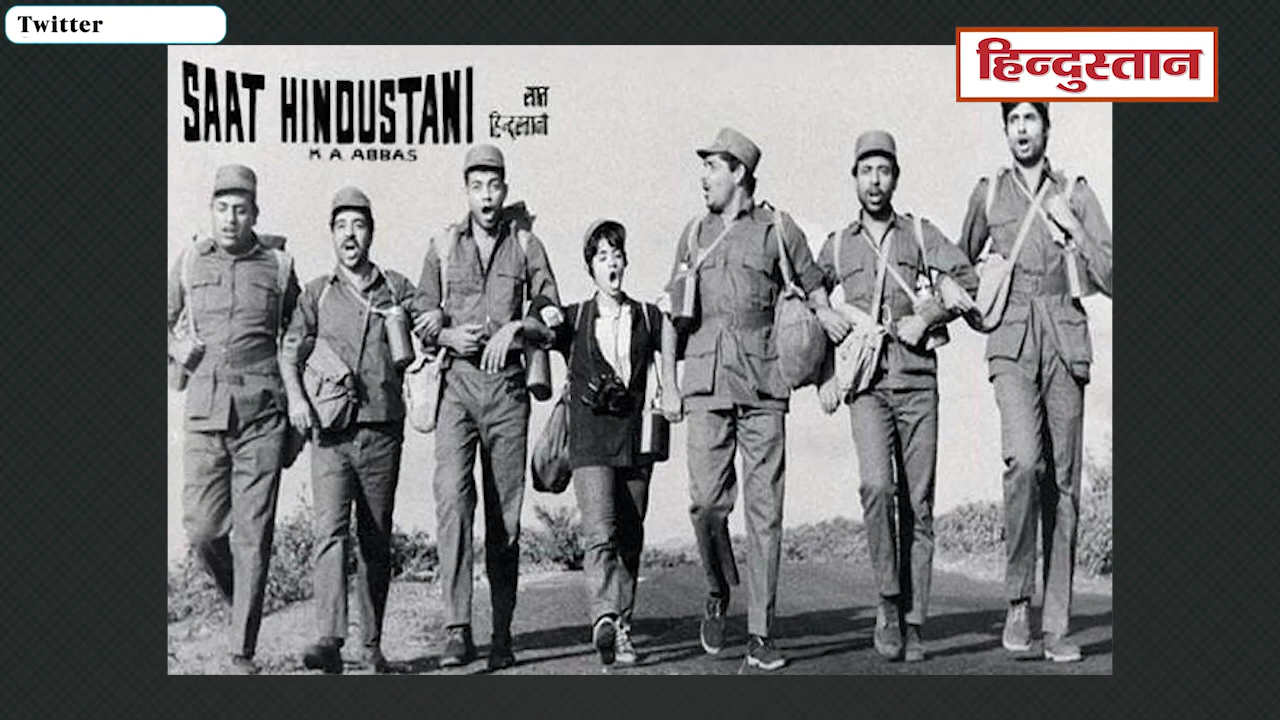 Twitter
हिन्दुस्तान
SAAT HINDUSTANI
सात
हिन्दुस्तानी
K. A. ABBAS